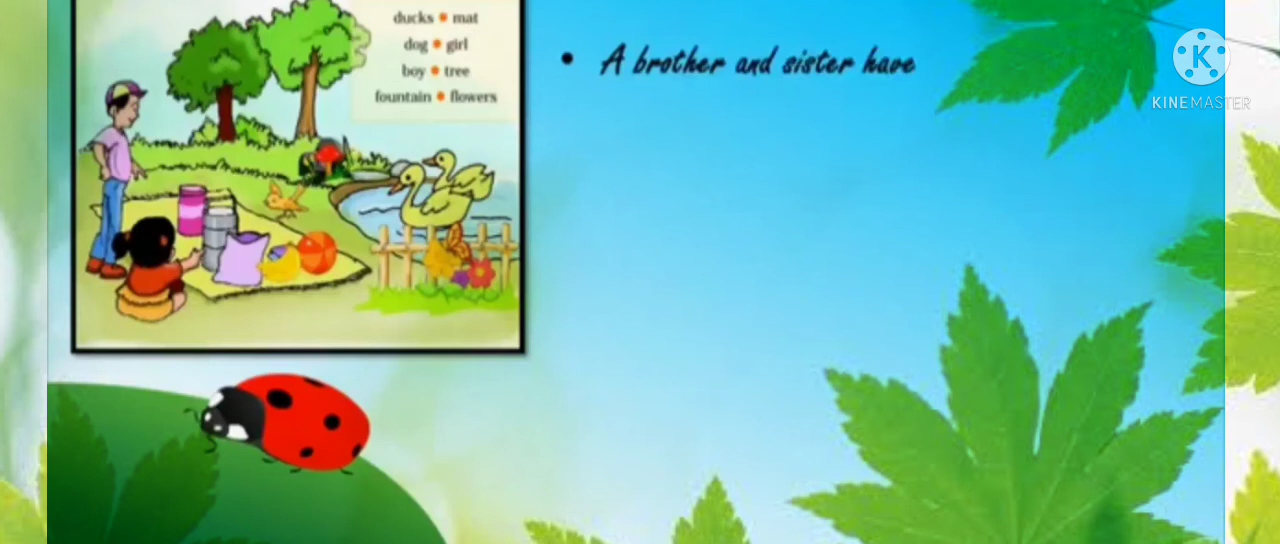 ducks • mat
dog • girl
boy • tree
fountain • flowers
• A brother and sister have
K
KINEMASTER